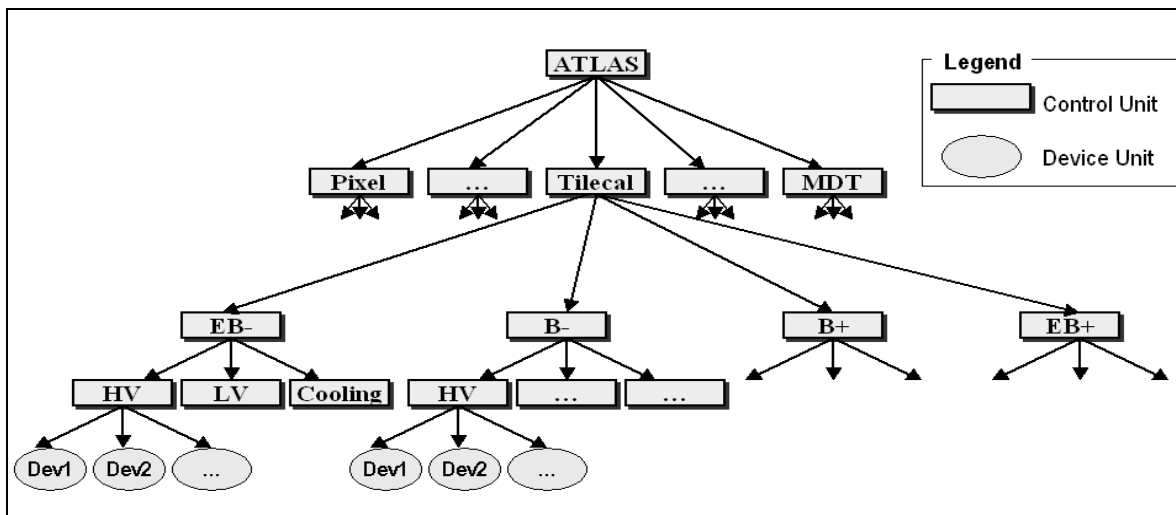 ATLAS
Legend
Control Unit
Device Unit
Pixel ... Tilecal ... MDT
EB- B- B+ EB+
HV LV Cooling HV ... ...
Dev1 Dev2 ... Dev1 Dev2 ...